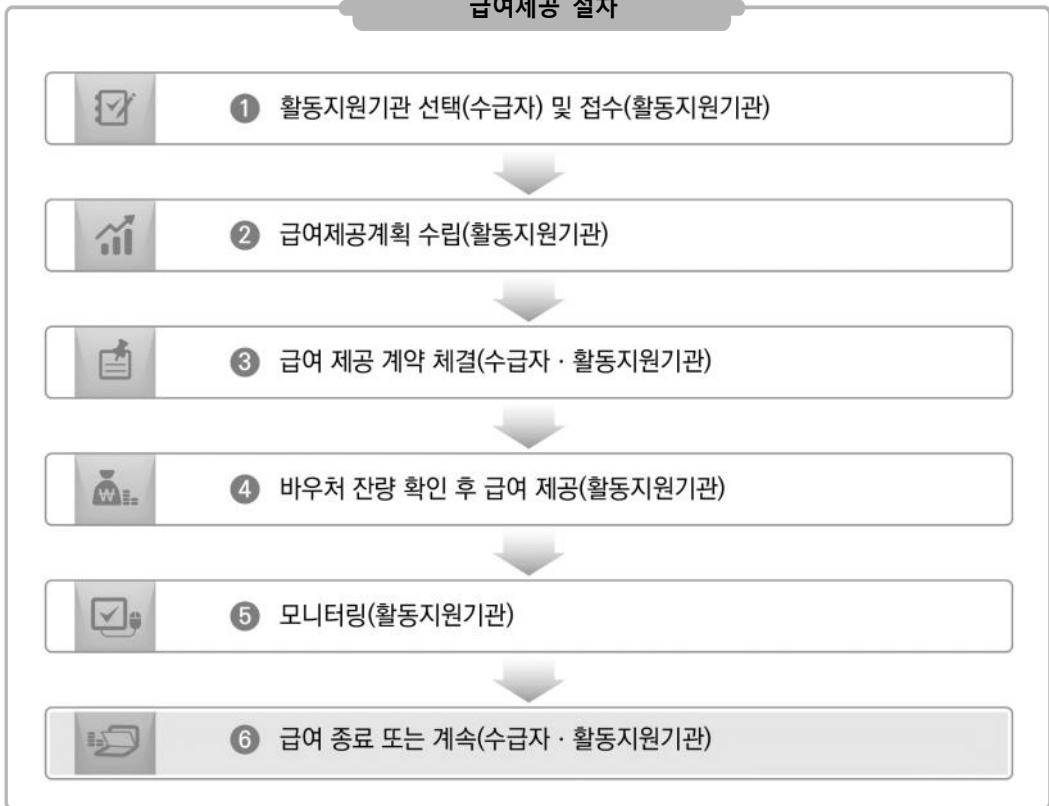 급여제공 절차
❶ 활동지원기관 선택(수급자) 및 접수(활동지원기관)
❷ 급여제공계획 수립(활동지원기관)
❸ 급여 제공 계약 체결(수급자 · 활동지원기관)
❹ 바우처 잔량 확인 후 급여 제공(활동지원기관)
❺ 모니터링(활동지원기관)
❻ 급여 종료 또는 계속(수급자 · 활동지원기관)